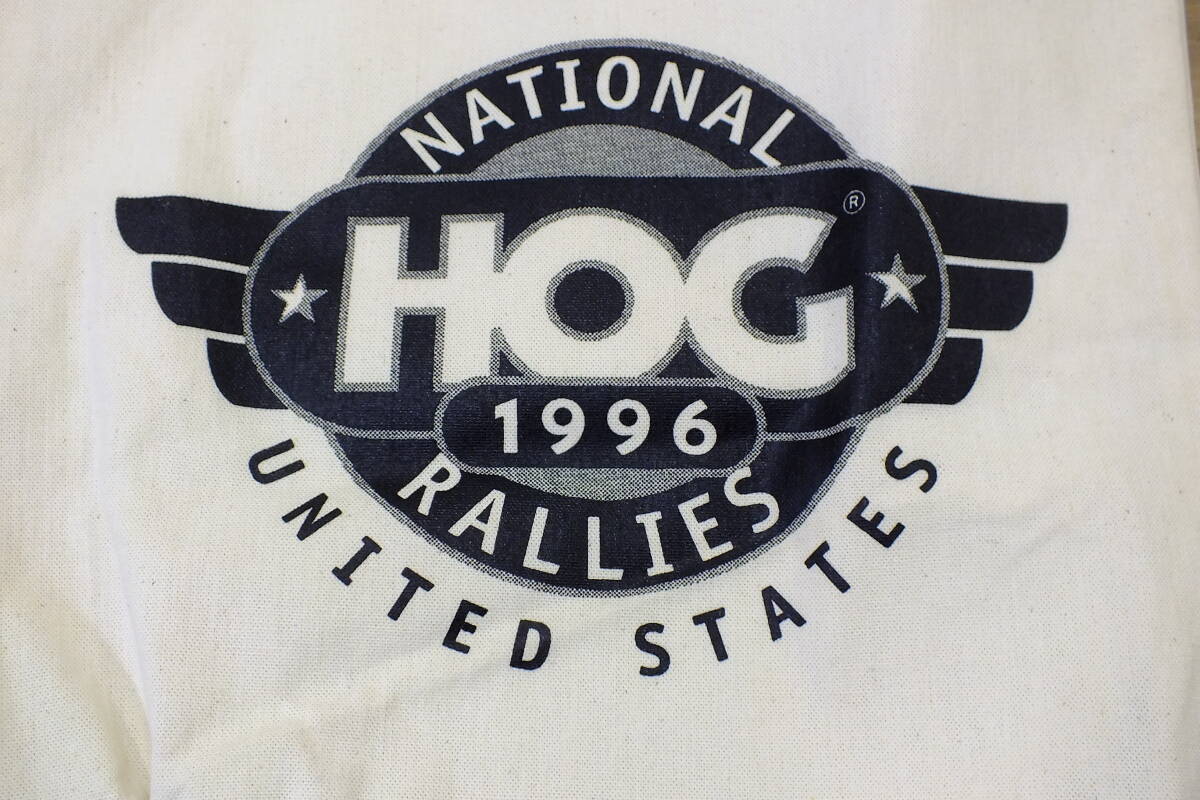 NATIONAL
HOG®
1996
RALLIES
UNITED STATES